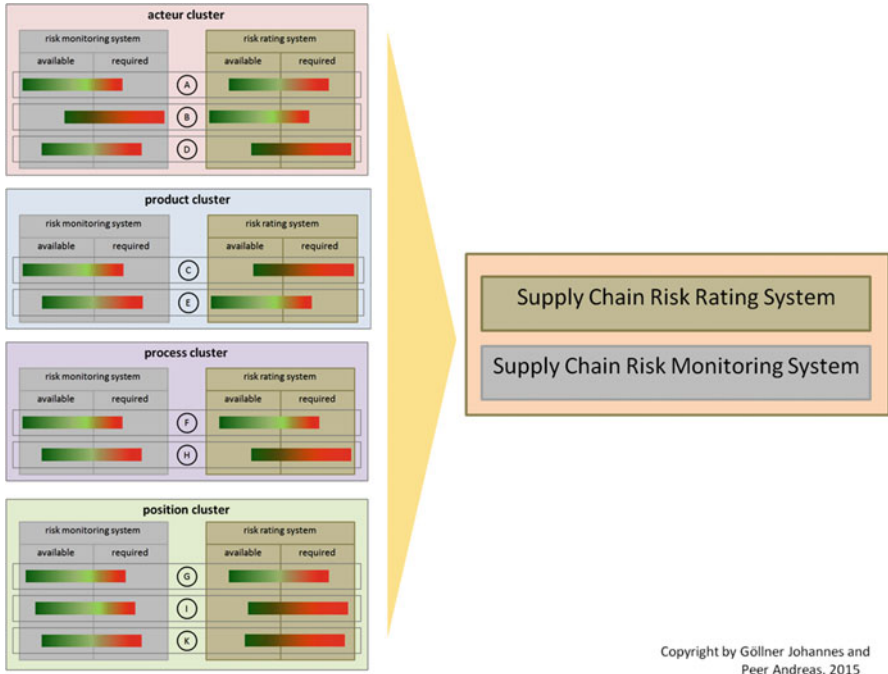 acteur cluster
risk monitoring system
risk rating system
available
required
available
required
A
B
D
product cluster
risk monitoring system
risk rating system
available
required
available
required
C
E
process cluster
risk monitoring system
risk rating system
available
required
available
required
F
H
position cluster
risk monitoring system
risk rating system
available
required
available
required
G
I
K
Supply Chain Risk Rating System
Supply Chain Risk Monitoring System
Copyright by Göllner Johannes and
Peer Andreas, 2015